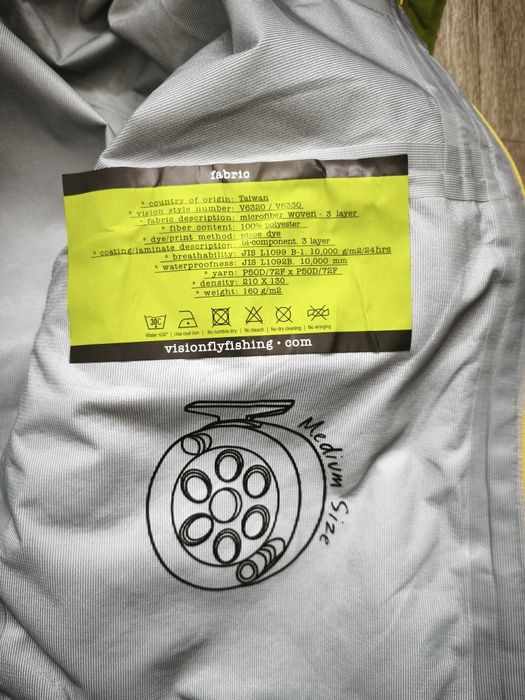 fabric
* country of origin: Taiwan
* vision style number: V6320 / V6330
* fabric description: microfiber woven - 3 layer
* fiber content: 100% polyester
* dye/print method: piece dye
* coating/laminate description: bi-component. 3 layer
* breathability: JIS L1099 B-1. 10,000 g/m2/24hrs
* waterproofness: JIS L1092B. 10,000 mm
* yarn: P50D/72F x P50D/72F
* density: 210 X 130
* weight: 160 g/m2
30C
Water ≤30° | Use cool iron | No tumble dry | No bleach | No dry cleaning | No wringing
visionflyfishing • com
Medium Size